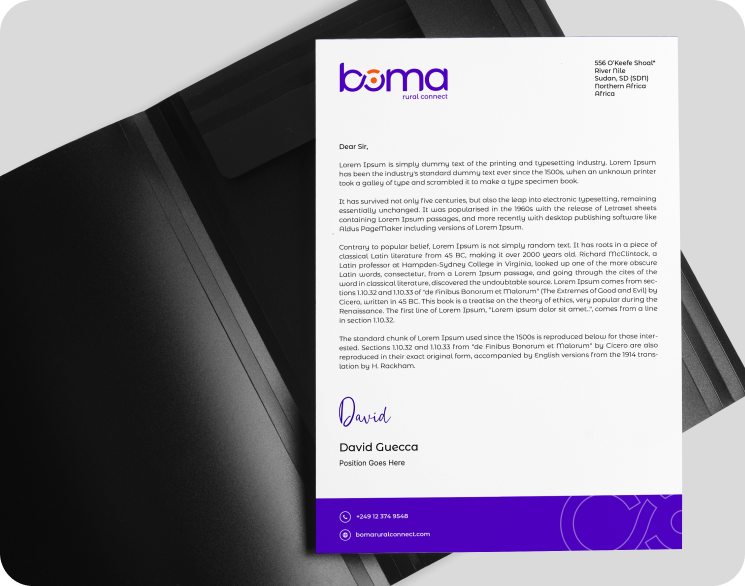 boma
rural connect
556 O'Keefe Shoal"
River Nile
Sudan, SD (SDN)
Northern Africa
Africa
Dear Sir,
Lorem Ipsum is simply dummy text of the printing and typesetting industry. Lorem Ipsum
has been the industry's standard dummy text ever since the 1500s, when an unknown printer
took a galley of type and scrambled it to make a type specimen book.
It has survived not only five centuries, but also the leap into electronic typesetting, remaining
essentially unchanged. It was popularised in the 1960s with the release of Letraset sheets
containing Lorem Ipsum passages, and more recently with desktop publishing software like
Aldus PageMaker including versions of Lorem Ipsum.
Contrary to popular belief, Lorem Ipsum is not simply random text. It has roots in a piece of
classical Latin literature from 45 BC, making it over 2000 years old. Richard McClintock, a
Latin professor at Hampden-Sydney College in Virginia, looked up one of the more obscure
Latin words, consectetur, from a Lorem Ipsum passage, and going through the cites of the
word in classical literature, discovered the undoubtable source. Lorem Ipsum comes from sec-
tions 1.10.32 and 1.10.33 of "de Finibus Bonorum et Malorum" (The Extremes of Good and Evil) by
Cicero, written in 45 BC. This book is a treatise on the theory of ethics, very popular during the
Renaissance. The first line of Lorem Ipsum, "Lorem ipsum dolor sit amet..", comes from a line
in section 1.10.32.
The standard chunk of Lorem Ipsum used since the 1500s is reproduced below for those inter-
ested. Sections 1.10.32 and 1.10.33 from "de Finibus Bonorum et Malorum" by Cicero are also
reproduced in their exact original form, accompanied by English versions from the 1914 trans-
lation by H. Rackham.
David
David Guecca
Position Goes Here
+249 12 374 9548
bomaruralconnect.com